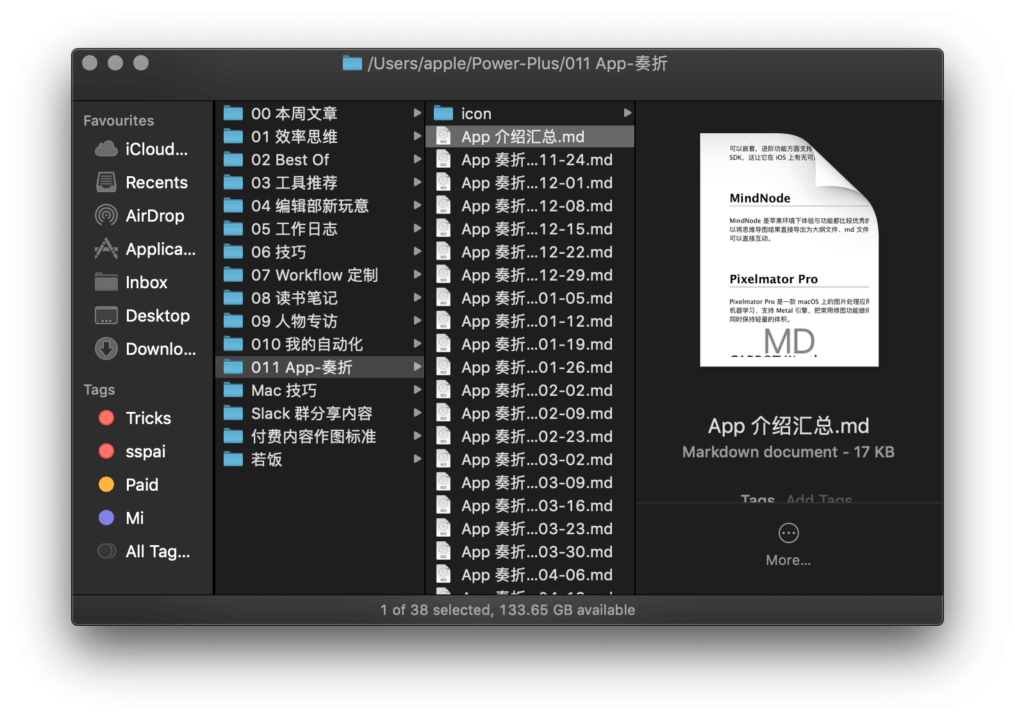 /Users/apple/Power-Plus/011 App-奏折
Favourites
iCloud...
Recents
AirDrop
Applica...
Inbox
Desktop
Downlo...
Tags
Tricks
sspai
Paid
Mi
All Tag...
00 本周文章
01 效率思维
02 Best Of
03 工具推荐
04 编辑部新玩意
05 工作日志
06 技巧
07 Workflow 定制
08 读书笔记
09 人物专访
010 我的自动化
011 App-奏折
Mac 技巧
Slack 群分享内容
付费内容作图标准
若饭
icon
App 介绍汇总.md
App 奏折...11-24.md
App 奏折...12-01.md
App 奏折...12-08.md
App 奏折...12-15.md
App 奏折...12-22.md
App 奏折...12-29.md
App 奏折...01-05.md
App 奏折...01-12.md
App 奏折...01-19.md
App 奏折...01-26.md
App 奏折...02-02.md
App 奏折...02-09.md
App 奏折...02-23.md
App 奏折...03-02.md
App 奏折...03-09.md
App 奏折...03-16.md
App 奏折...03-23.md
App 奏折...03-30.md
App 奏折...04-06.md
可以嵌套、进阶功能方面支持
SDK，这让它在 iOS 上有无可
MindNode
MindNode 是苹果环境下体验与功能都比较优秀的
以将思维导图结果直接导出为大纲文件、md 文件
可以直接互动。
Pixelmator Pro
Pixelmator Pro 是一款 macOS 上的图片处理应用
机器学习、支持 Metal 引擎、把常用修图功能做得
同时保持轻量的体积。
MD
App 介绍汇总.md
Markdown document - 17 KB
Tags Add Tags
More...
1 of 38 selected, 133.65 GB available